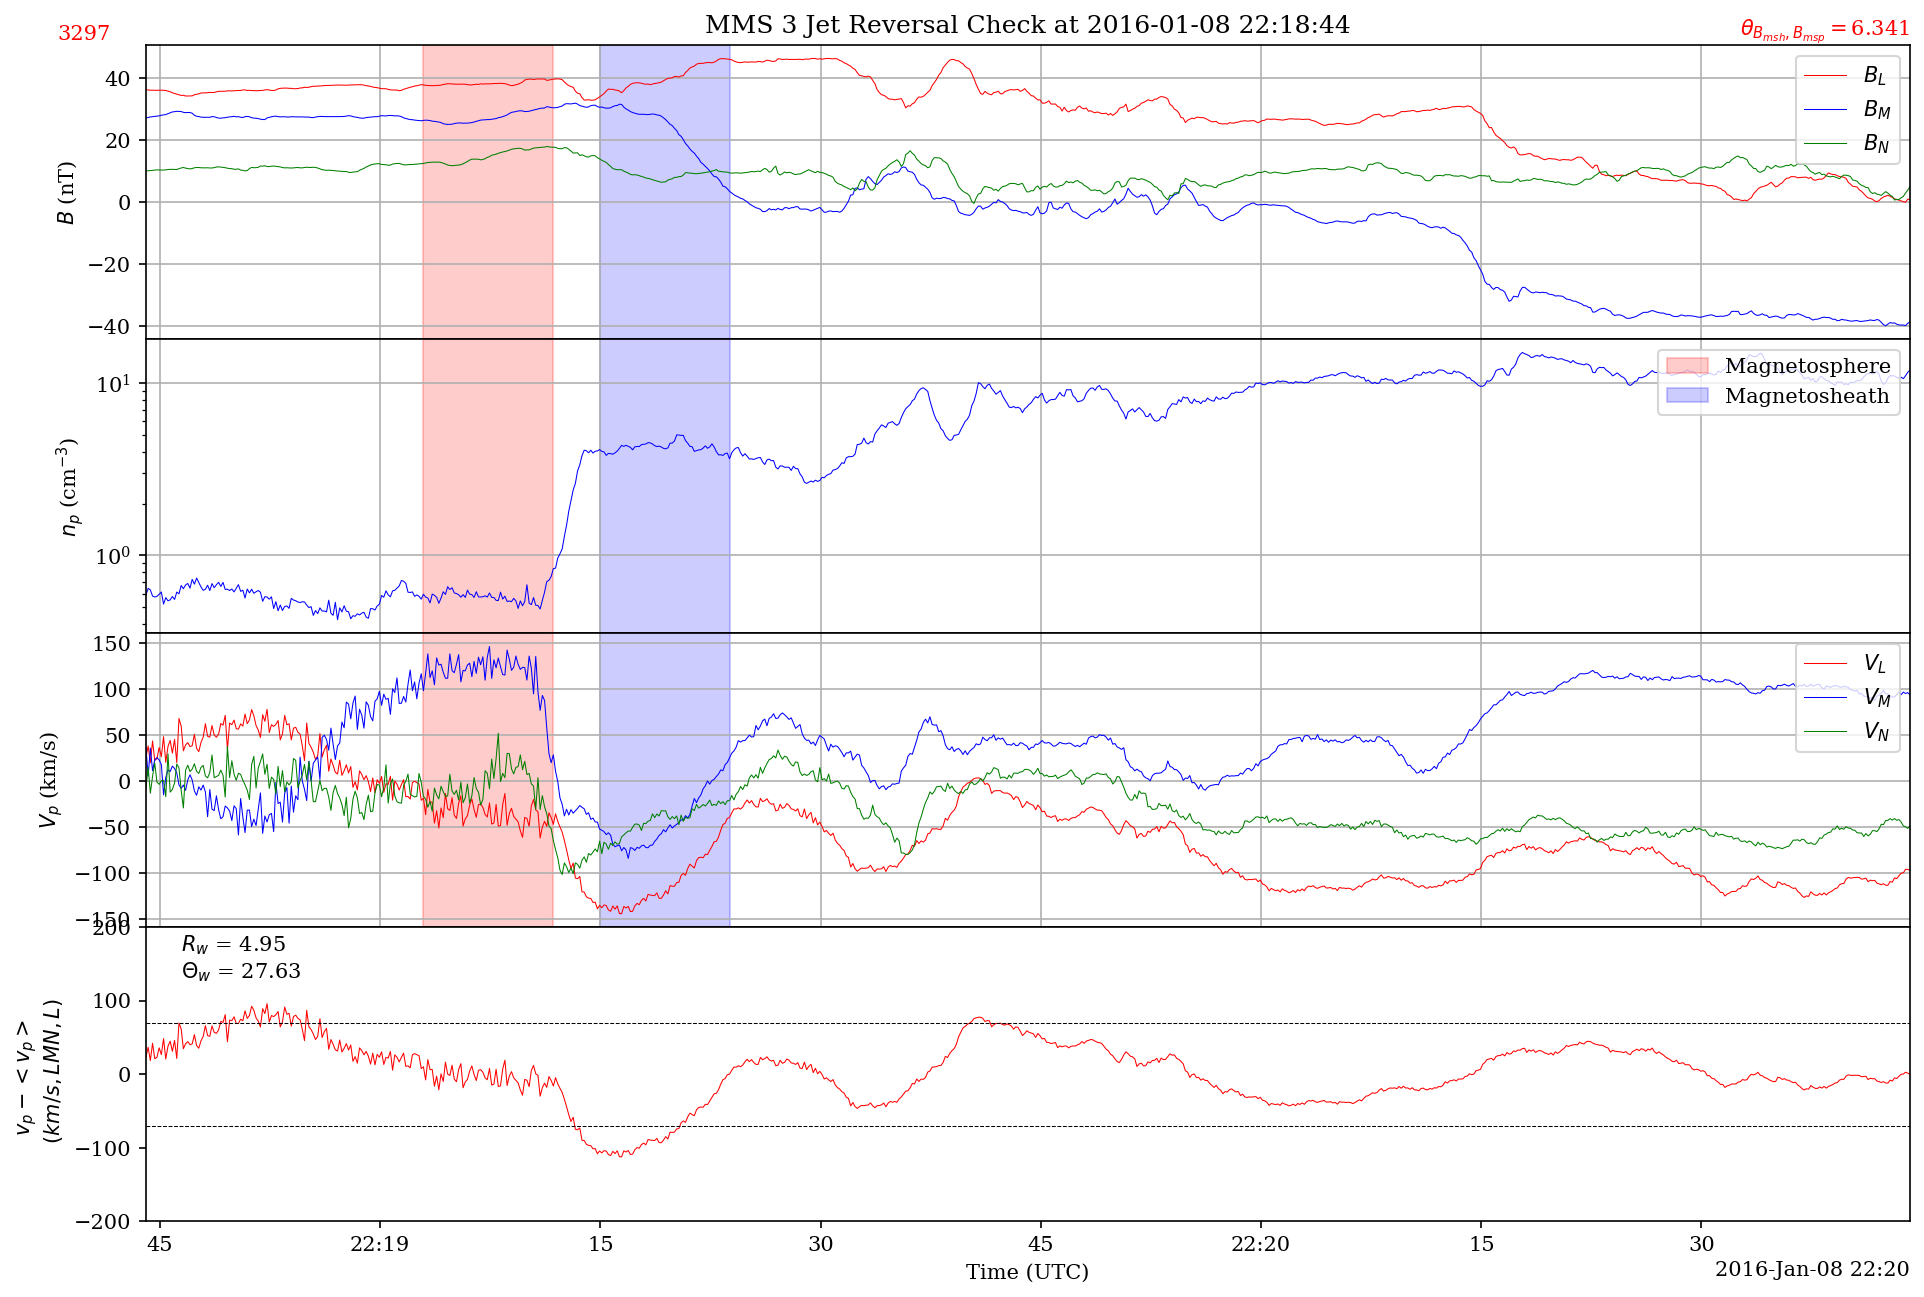 MMS 3 Jet Reversal Check at 2016-01-08 22:18:44
3297
θ_{B_{msh}, B_{msp}} = 6.341
40
20
0
−20
−40
B (nT)
B_L
B_M
B_N
10^1
10^0
n_p (cm^{−3})
Magnetosphere
Magnetosheath
150
100
50
0
−50
−100
−150
V_p (km/s)
V_L
V_M
V_N
200
100
0
−100
−200
v_p − <v_p>
(km/s, LMN, L)
R_w = 4.95
Θ_w = 27.63
45
22:19
15
30
45
22:20
15
30
Time (UTC)
2016-Jan-08 22:20